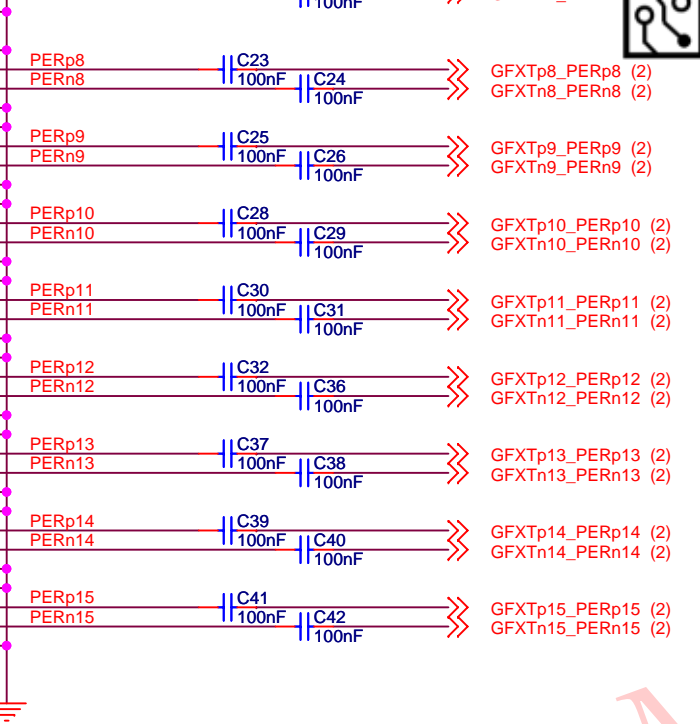 100nF
PERp8 C23 GFXTp8_PERp8 (2)
PERn8 100nF C24 GFXTn8_PERn8 (2)
100nF
PERp9 C25 GFXTp9_PERp9 (2)
PERn9 100nF C26 GFXTn9_PERn9 (2)
100nF
PERp10 C28 GFXTp10_PERp10 (2)
PERn10 100nF C29 GFXTn10_PERn10 (2)
100nF
PERp11 C30 GFXTp11_PERp11 (2)
PERn11 100nF C31 GFXTn11_PERn11 (2)
100nF
PERp12 C32 GFXTp12_PERp12 (2)
PERn12 100nF C36 GFXTn12_PERn12 (2)
100nF
PERp13 C37 GFXTp13_PERp13 (2)
PERn13 100nF C38 GFXTn13_PERn13 (2)
100nF
PERp14 C39 GFXTp14_PERp14 (2)
PERn14 100nF C40 GFXTn14_PERn14 (2)
100nF
PERp15 C41 GFXTp15_PERp15 (2)
PERn15 100nF C42 GFXTn15_PERn15 (2)
100nF